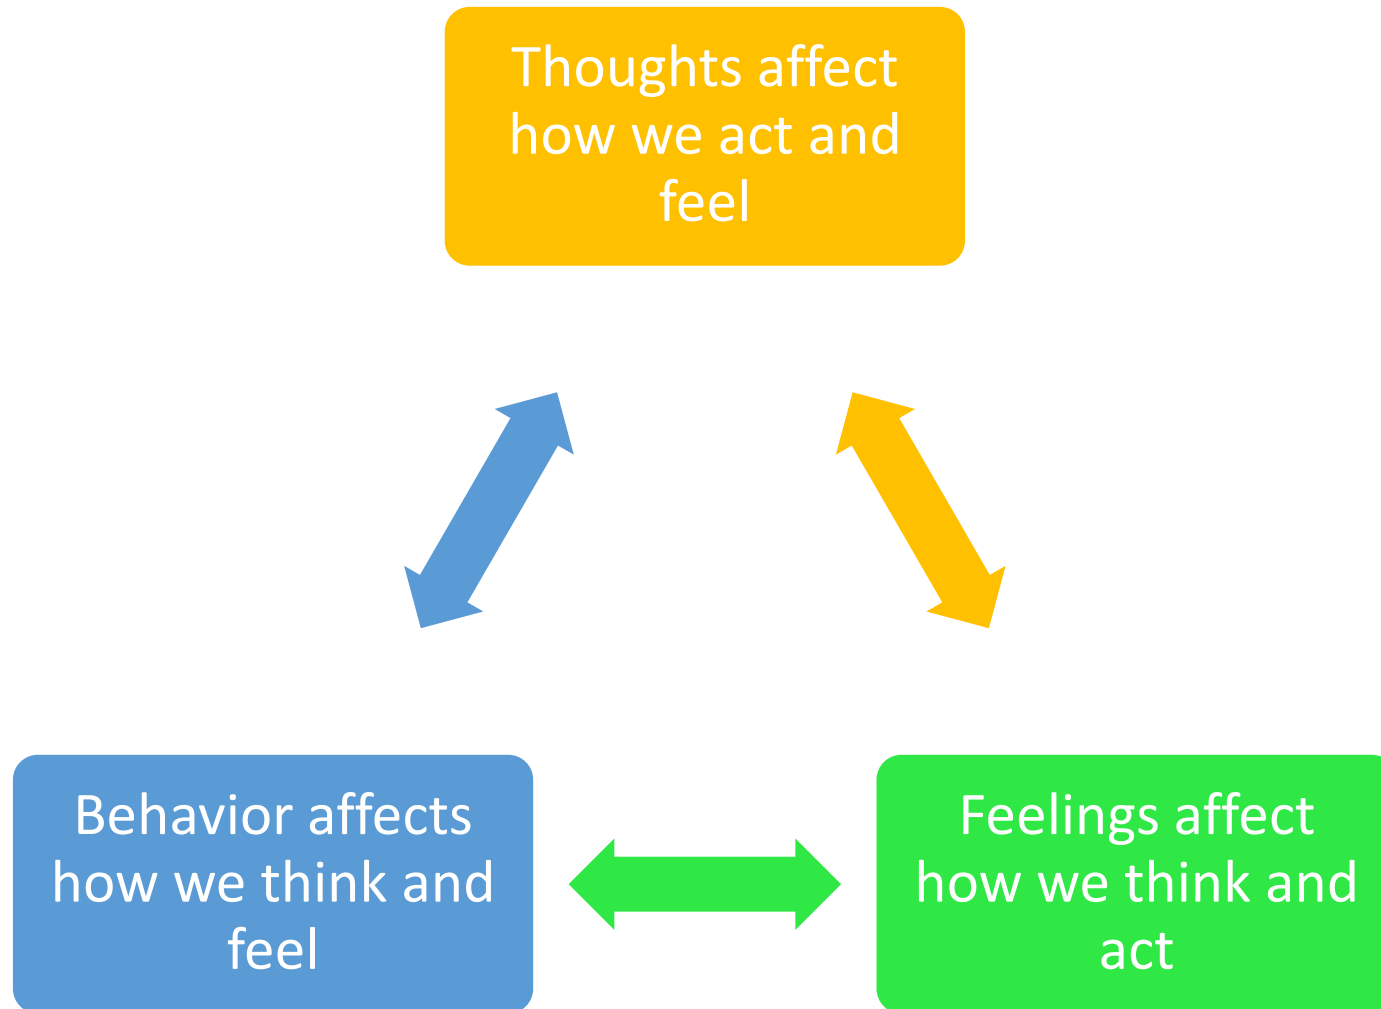 Thoughts affect
how we act and
feel
Behavior affects
how we think and
feel
Feelings affect
how we think and
act